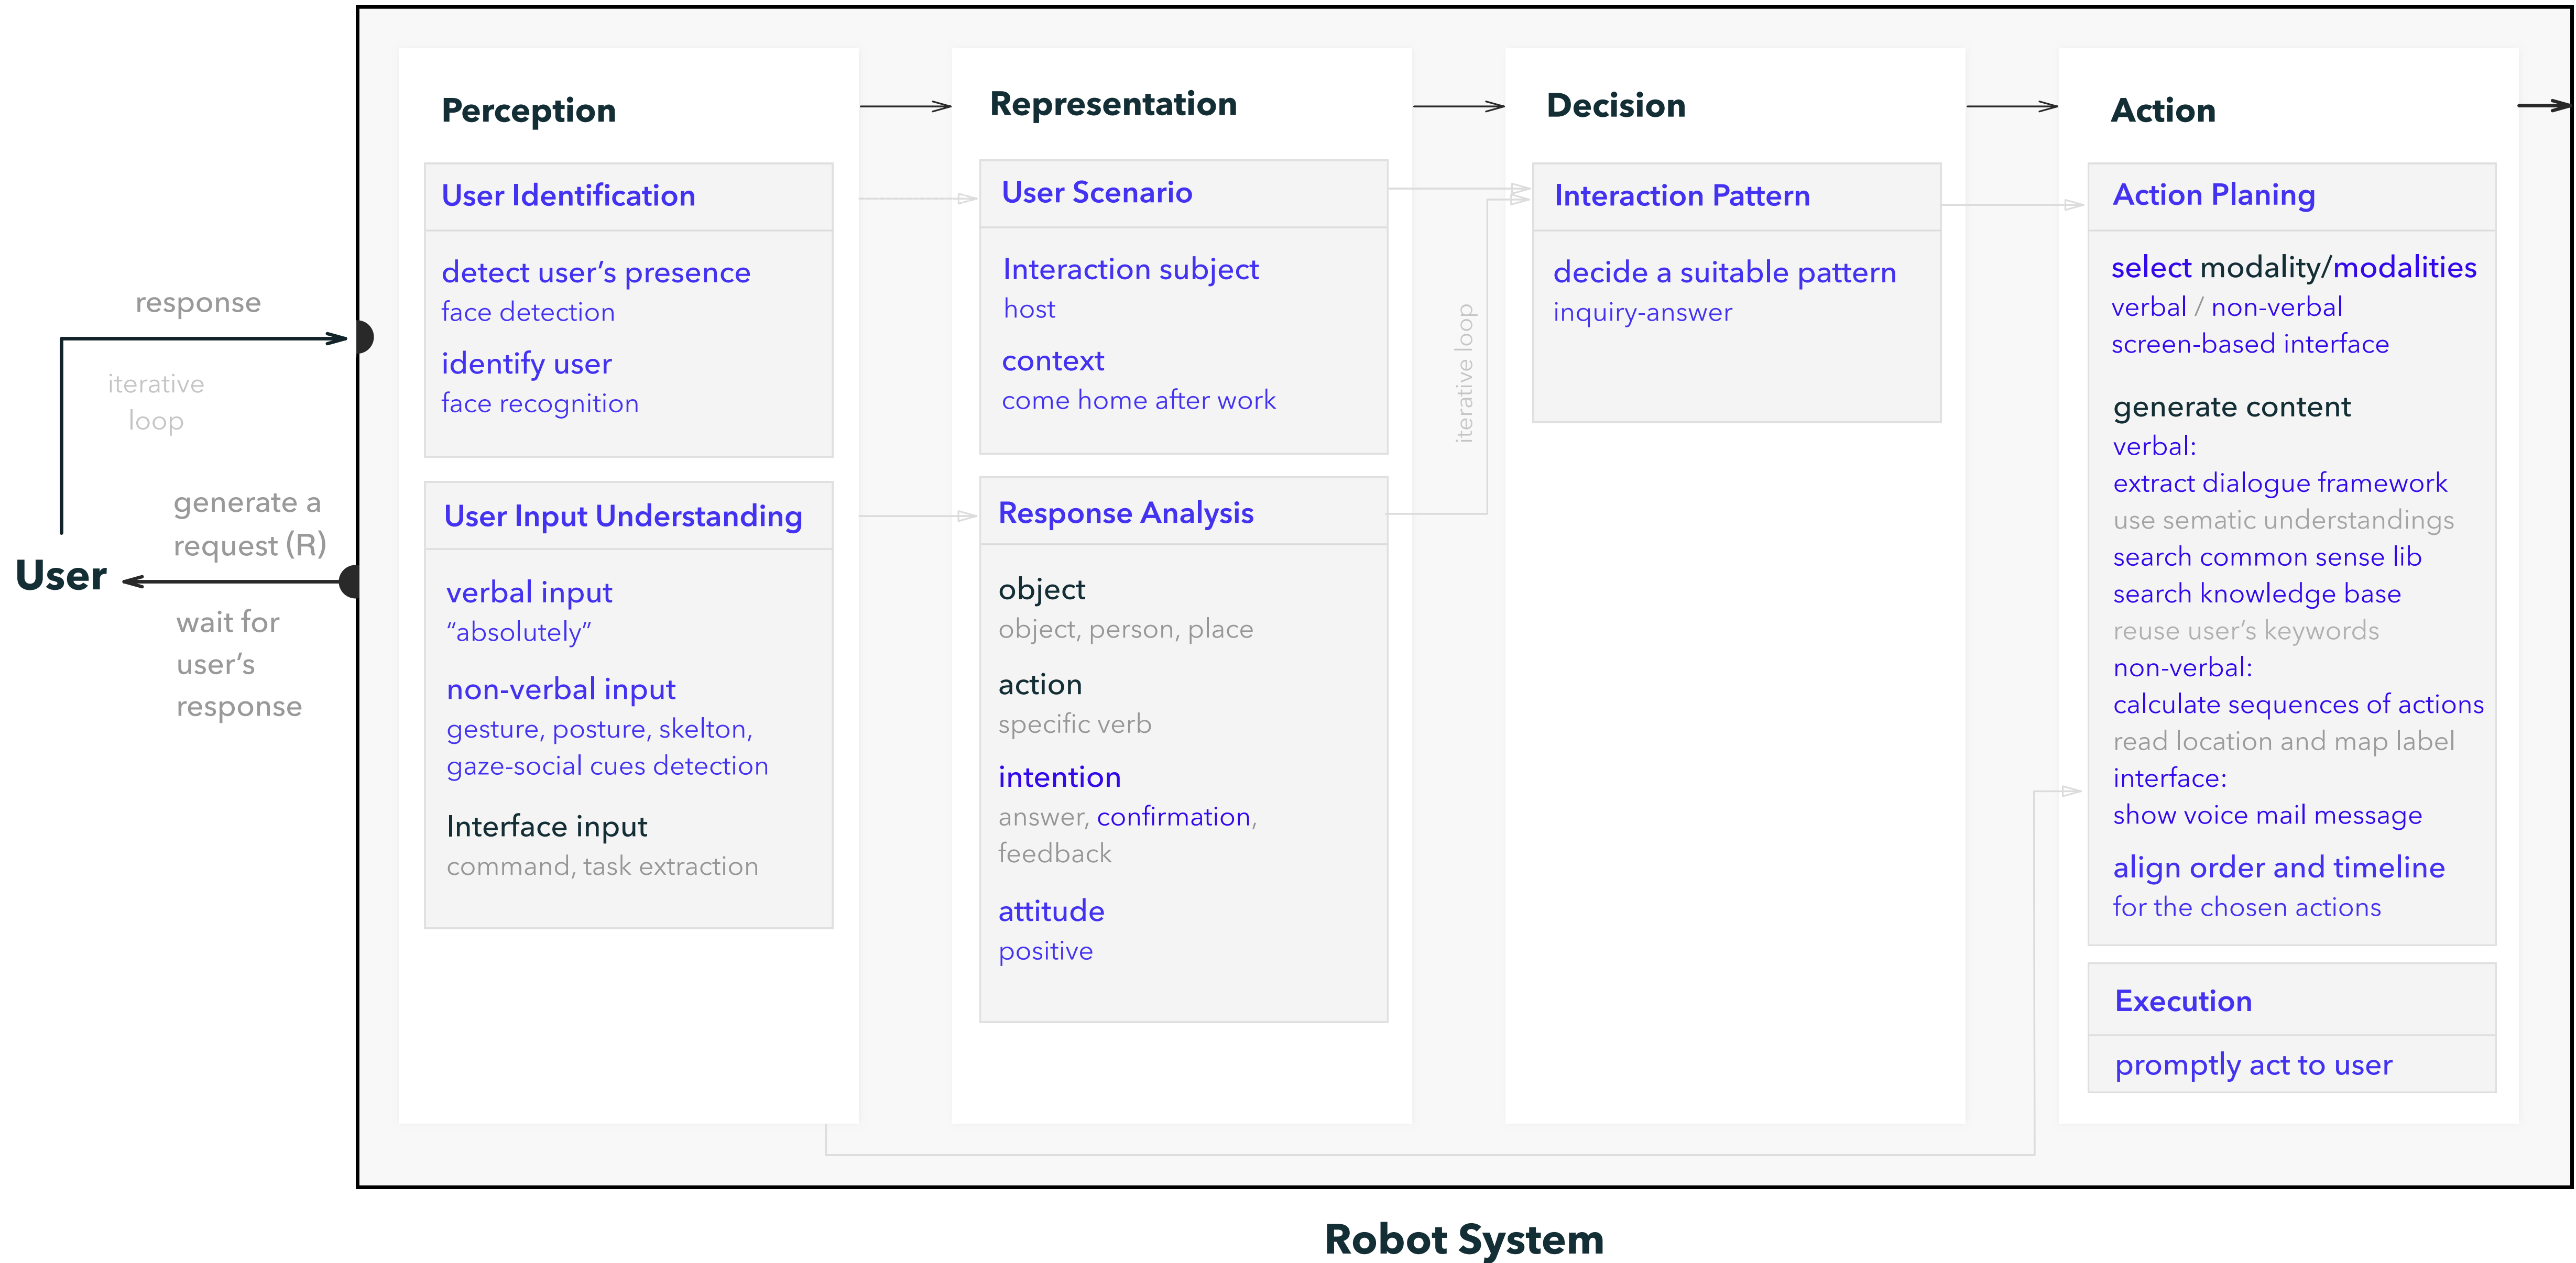 response
iterative
loop
generate a
request (R)
User
wait for
user’s
response
Perception
User Identification
detect user’s presence
face detection
identify user
face recognition
User Input Understanding
verbal input
“absolutely”
non-verbal input
gesture, posture, skelton,
gaze-social cues detection
Interface input
command, task extraction
Representation
User Scenario
Interaction subject
host
context
come home after work
Response Analysis
object
object, person, place
action
specific verb
intention
answer, confirmation,
feedback
attitude
positive
iterative loop
Decision
Interaction Pattern
decide a suitable pattern
inquiry-answer
Action
Action Planing
select modality/modalities
verbal / non-verbal
screen-based interface
generate content
verbal:
extract dialogue framework
use sematic understandings
search common sense lib
search knowledge base
reuse user’s keywords
non-verbal:
calculate sequences of actions
read location and map label
interface:
show voice mail message
align order and timeline
for the chosen actions
Execution
promptly act to user
Robot System